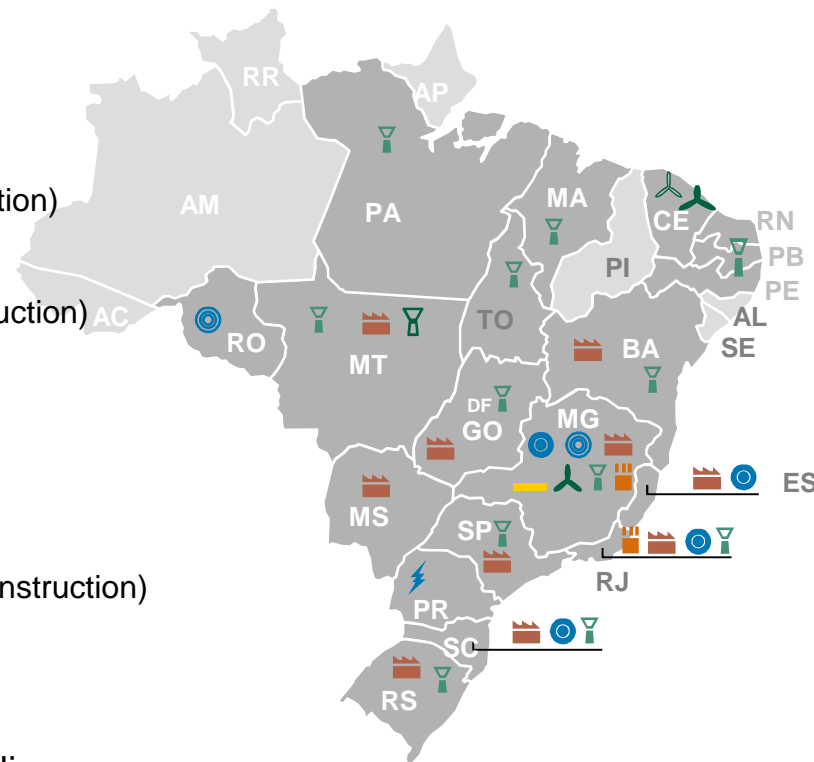 RR
AP
tion)
AM
PA
MA
CE
RN
PB
PI
PE
uction)
AC
TO
AL
RO
SE
BA
MT
DF
MG
GO
ES
MS
SP
nstruction)
RJ
PR
SC
RS